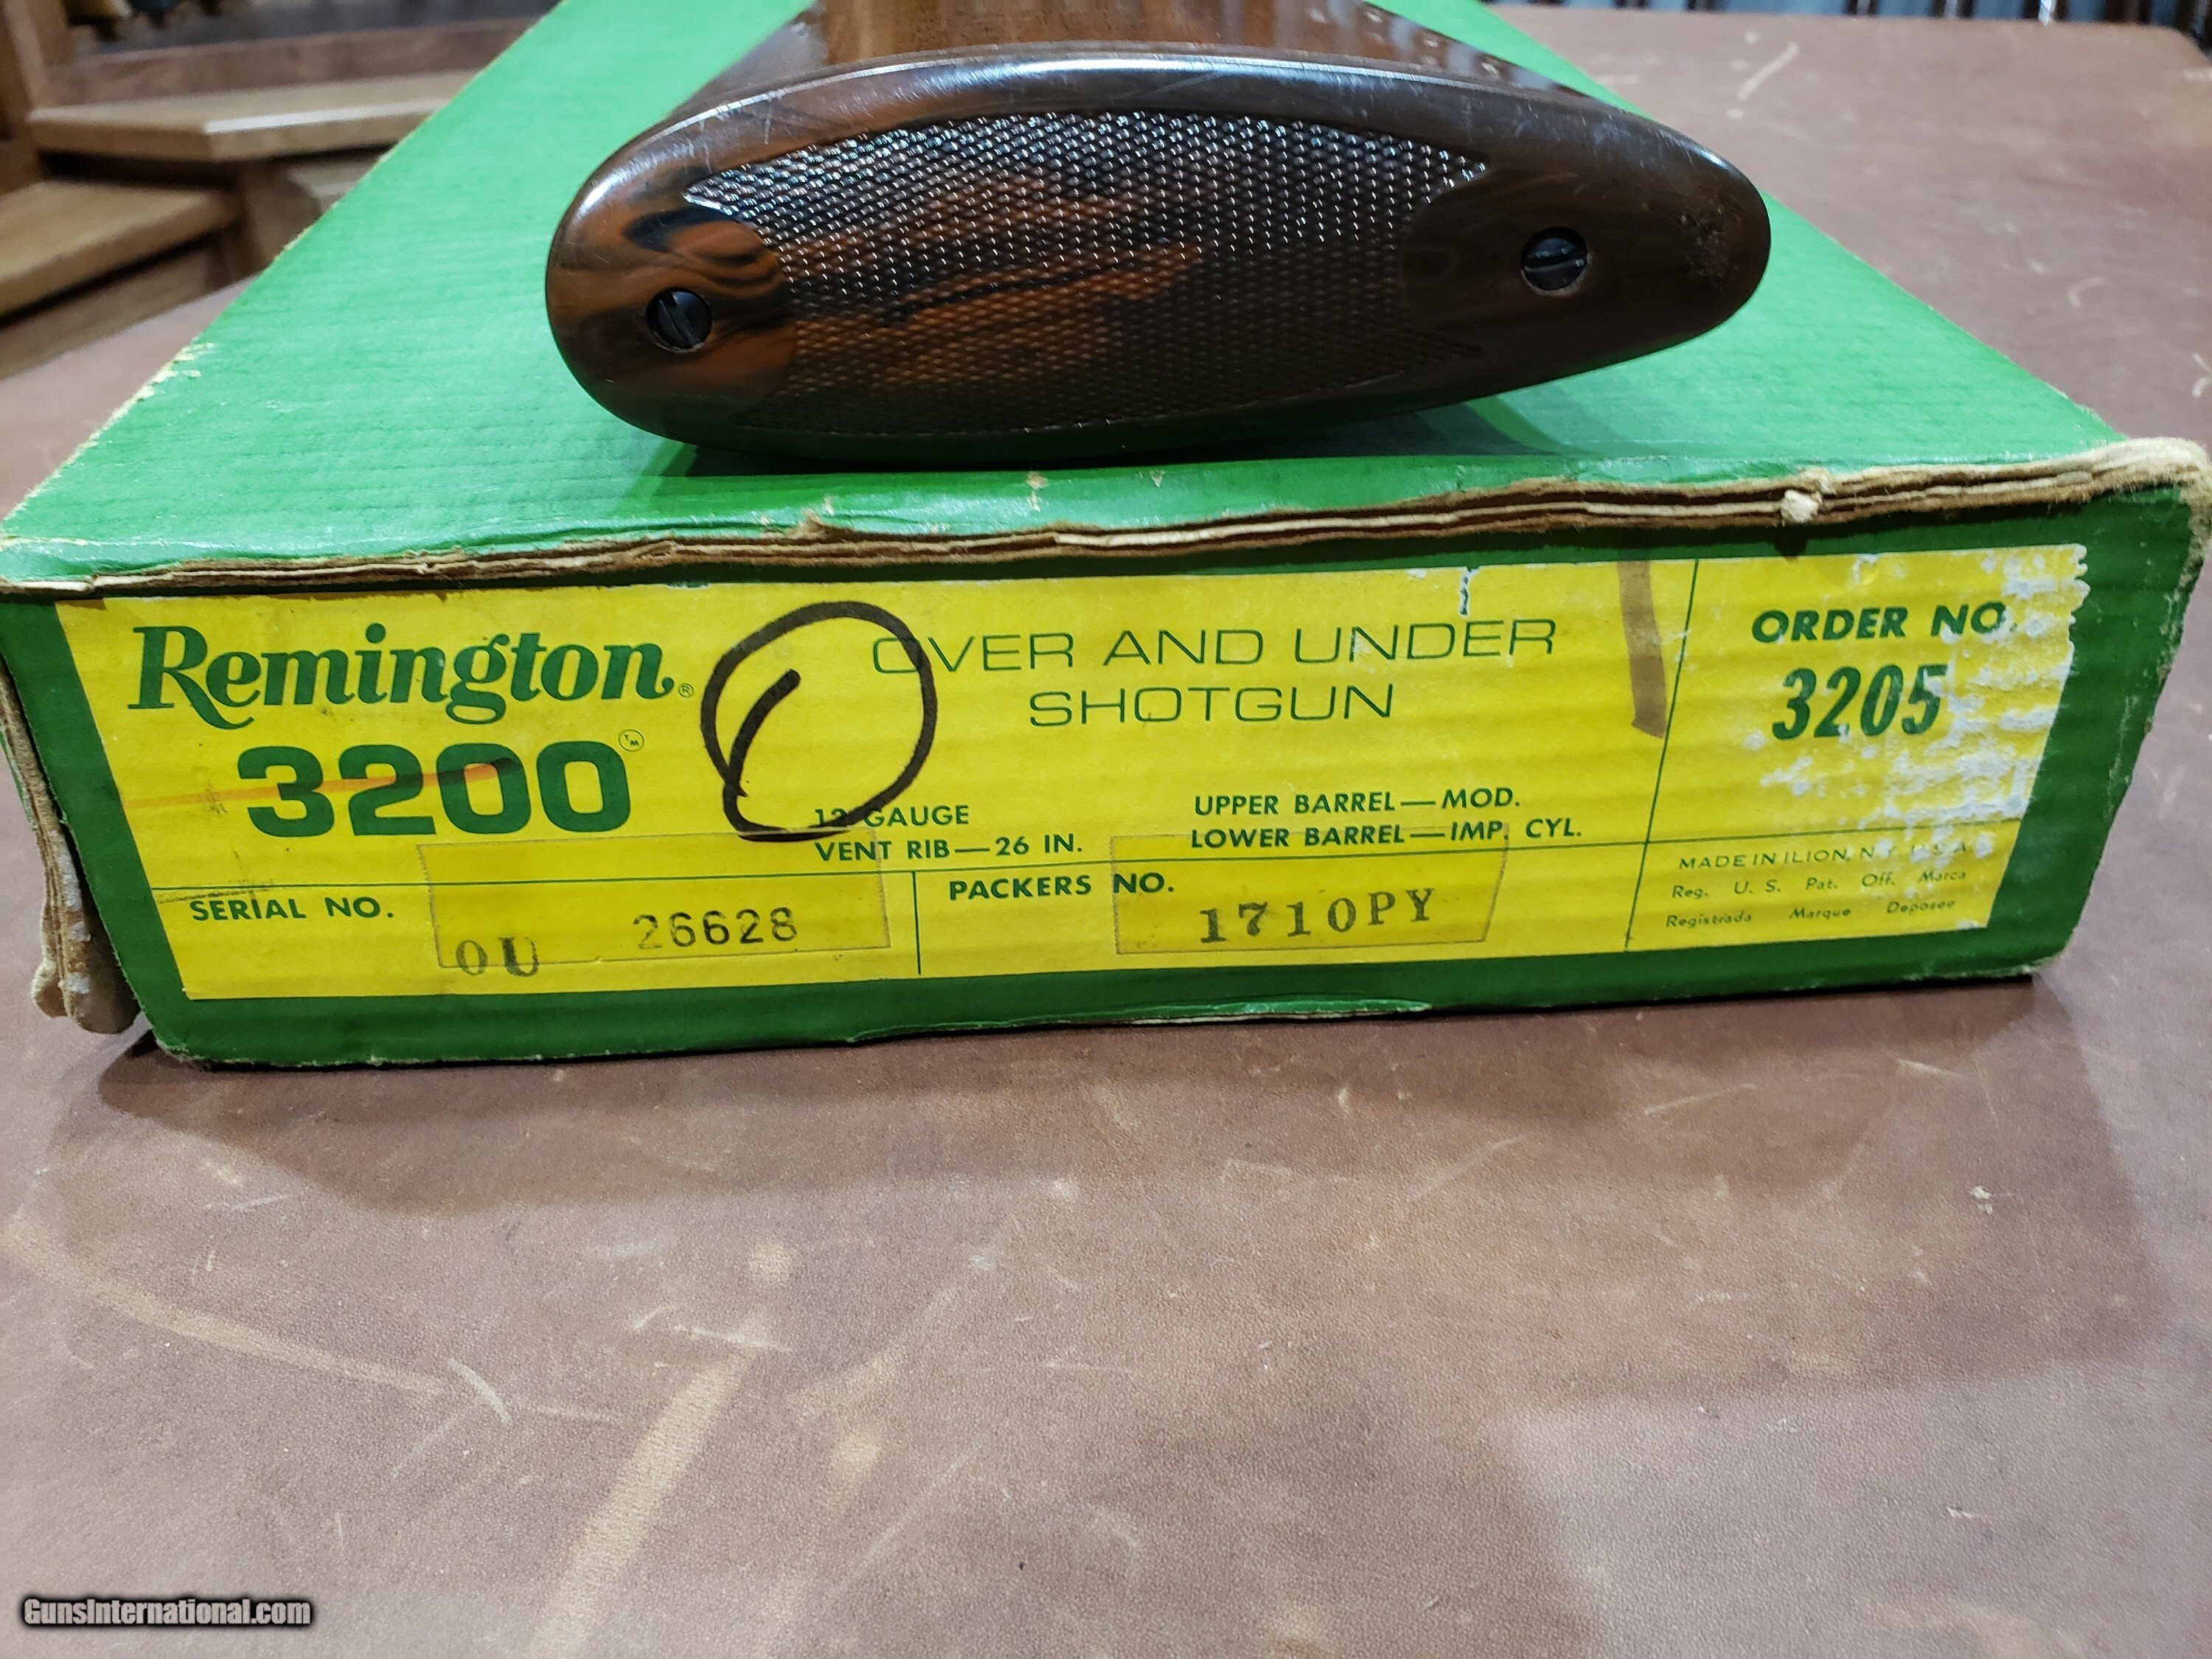 Remington®
3200™
OVER AND UNDER
SHOTGUN
12 GAUGE
VENT RIB—26 IN.
UPPER BARREL—MOD.
LOWER BARREL—IMP. CYL.
ORDER NO.
3205
SERIAL NO.
OU 26628
PACKERS NO.
1710PY
MADE IN ILION, N.Y. U.S.A.
Reg. U. S. Pat. Off. Marca
Registrada Marque Deposee
GunsInternational.com